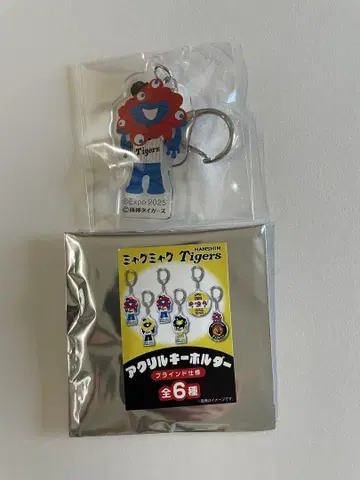 Tigers
©Expo 2025
©阪神タイガース
ミャクミャク HANSHIN Tigers
アクリルキーホルダー
ブラインド仕様
全6種